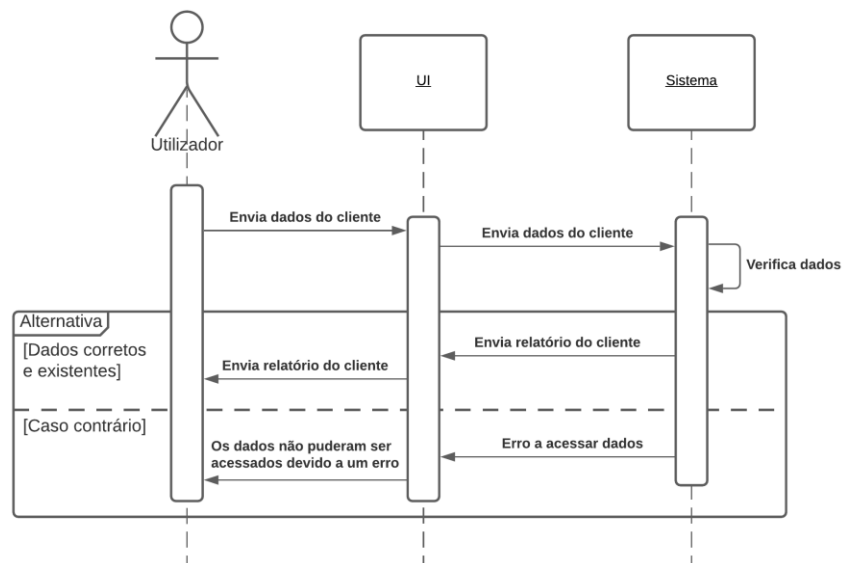 UI
Sistema
Utilizador
Envia dados do cliente
Envia dados do cliente
Verifica dados
Alternativa
[Dados corretos
e existentes]
Envia relatório do cliente
Envia relatório do cliente
[Caso contrário]
Erro a acessar dados
Os dados não puderam ser
acessados devido a um erro